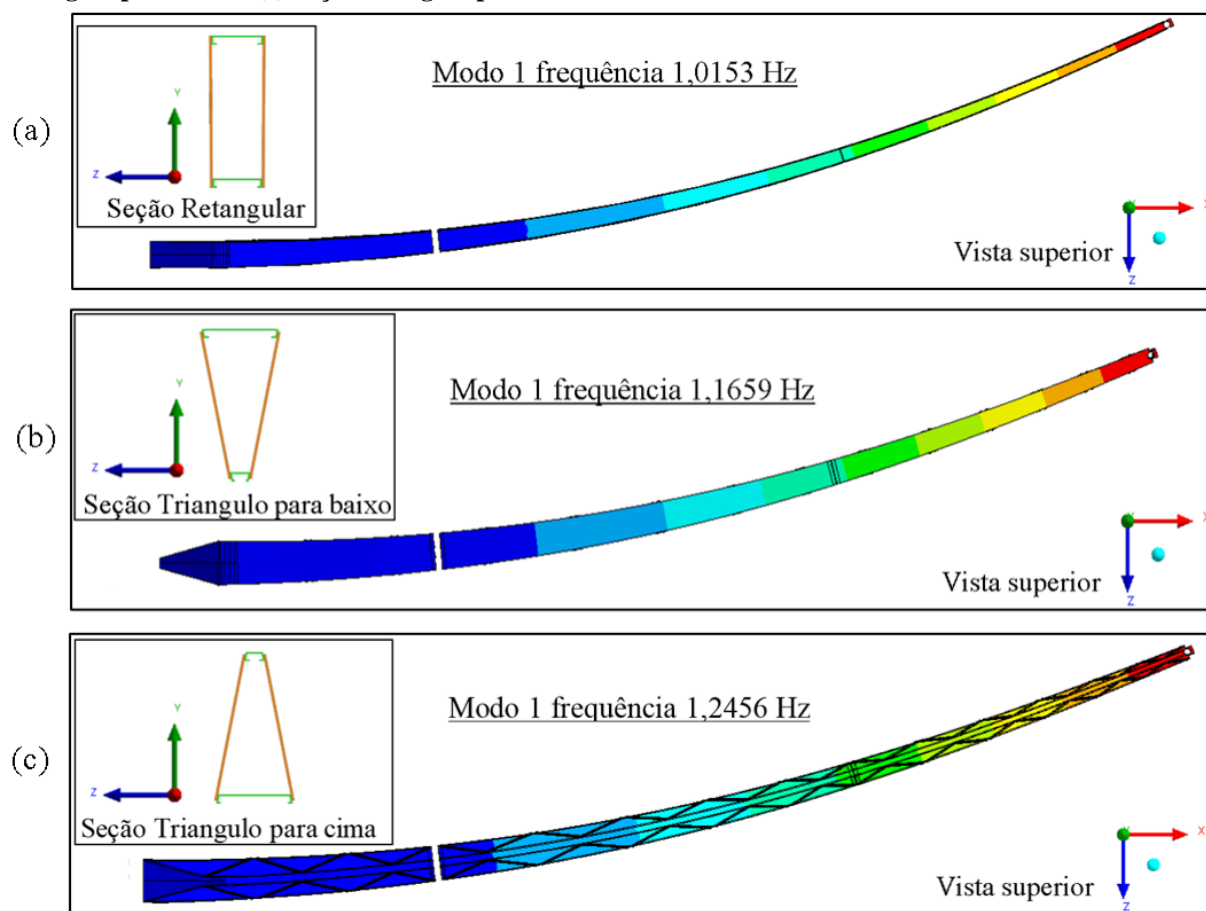 (a)
Modo 1 frequência 1,0153 Hz
Y
Z
Seção Retangular
Vista superior
Y
X
Z
(b)
Modo 1 frequência 1,1659 Hz
Y
Z
Seção Triangulo para baixo
Vista superior
Y
X
Z
(c)
Modo 1 frequência 1,2456 Hz
Y
Z
Seção Triangulo para cima
Vista superior
X
Z